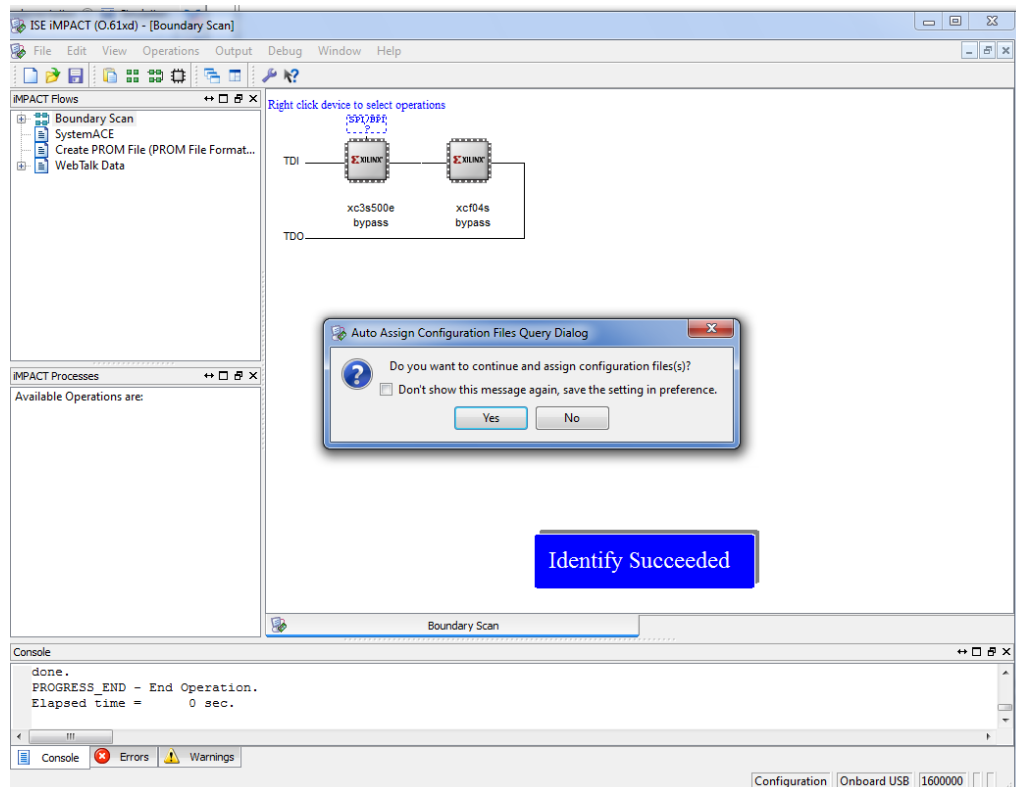 ISE iMPACT (O.61xd) - [Boundary Scan]
File Edit View Operations Output Debug Window Help
iMPACT Flows
Boundary Scan
SystemACE
Create PROM File (PROM File Format...
WebTalk Data
Right click device to select operations
SPI/BPI
?
TDI
XILINX XILINX
xc3s500e xcf04s
bypass bypass
TDO
Auto Assign Configuration Files Query Dialog
Do you want to continue and assign configuration files(s)?
Don't show this message again, save the setting in preference.
Yes No
iMPACT Processes
Available Operations are:
Identify Succeeded
Boundary Scan
Console
done.
PROGRESS_END - End Operation.
Elapsed time = 0 sec.
Console Errors Warnings
Configuration Onboard USB 1600000